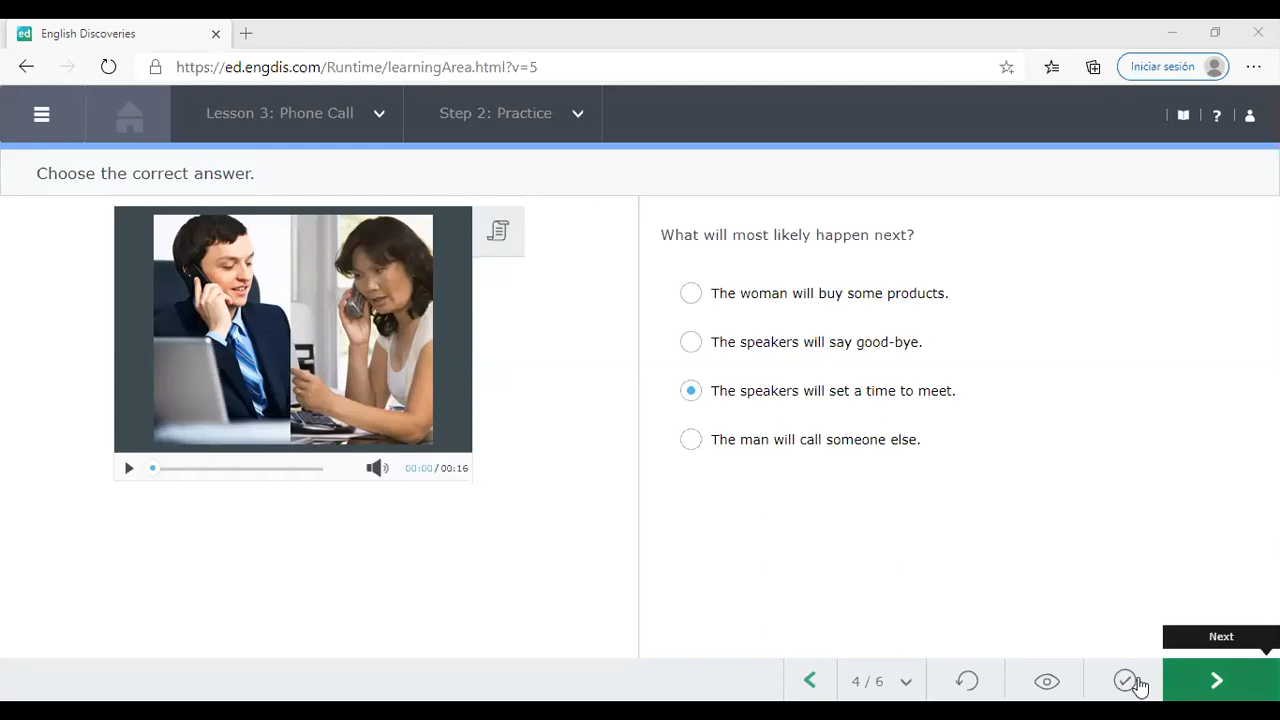 ed English Discoveries
https://ed.engdis.com/Runtime/learningArea.html?v=5
Iniciar sesión
Lesson 3: Phone Call
Step 2: Practice
?
Choose the correct answer.
What will most likely happen next?
The woman will buy some products.
The speakers will say good-bye.
The speakers will set a time to meet.
The man will call someone else.
00:00 / 00:16
Next
4 / 6